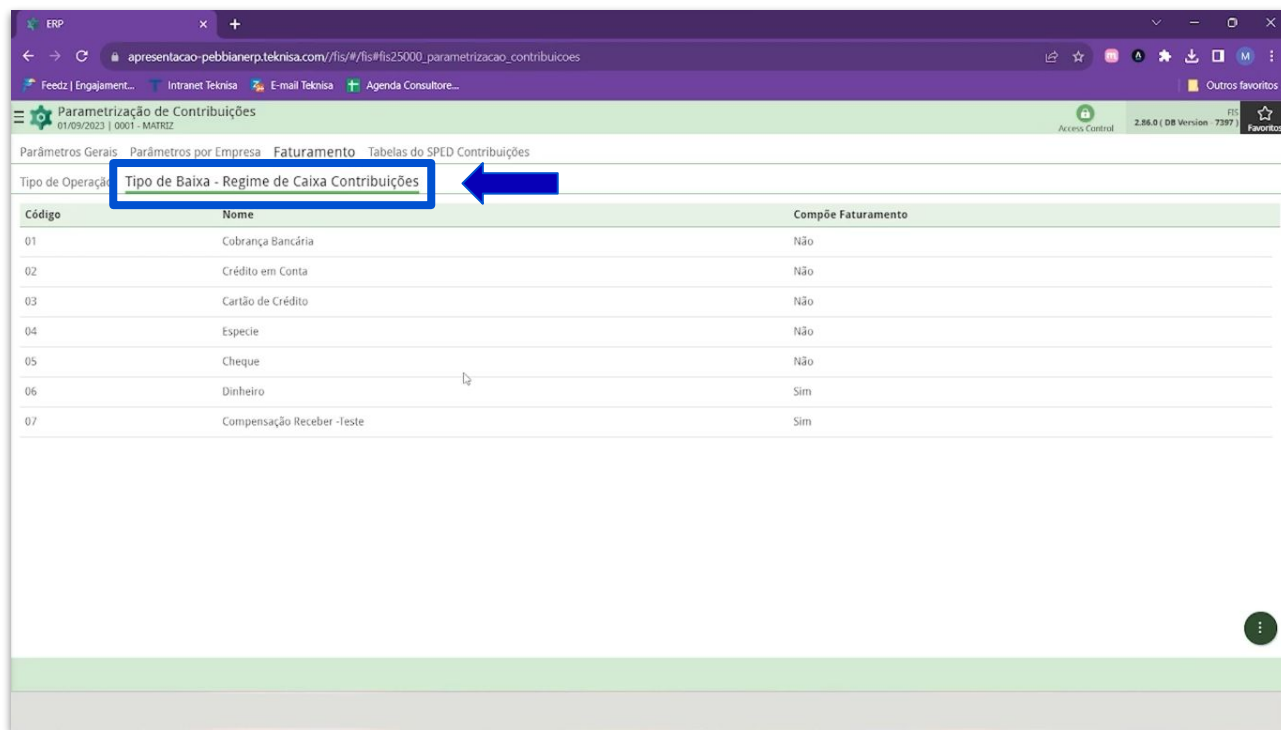 ERP
apresentacao-pebbianerp.teknisa.com//fis/#/fis#fis25000_parametrizacao_contribuicoes
M
Feedz | Engajament... Intranet Teknisa E-mail Teknisa Agenda Consultore... Outros favoritos
Parametrização de Contribuições
01/09/2023 | 0001 - MATRIZ
Access Control
FIS
2.86.0 ( DB Version - 7397 )
Favoritos
Parâmetros Gerais Parâmetros por Empresa Faturamento Tabelas do SPED Contribuições
Tipo de Operação Tipo de Baixa - Regime de Caixa Contribuições
Código Nome Compõe Faturamento
01 Cobrança Bancária Não
02 Crédito em Conta Não
03 Cartão de Crédito Não
04 Especie Não
05 Cheque Não
06 Dinheiro Sim
07 Compensação Receber -Teste Sim